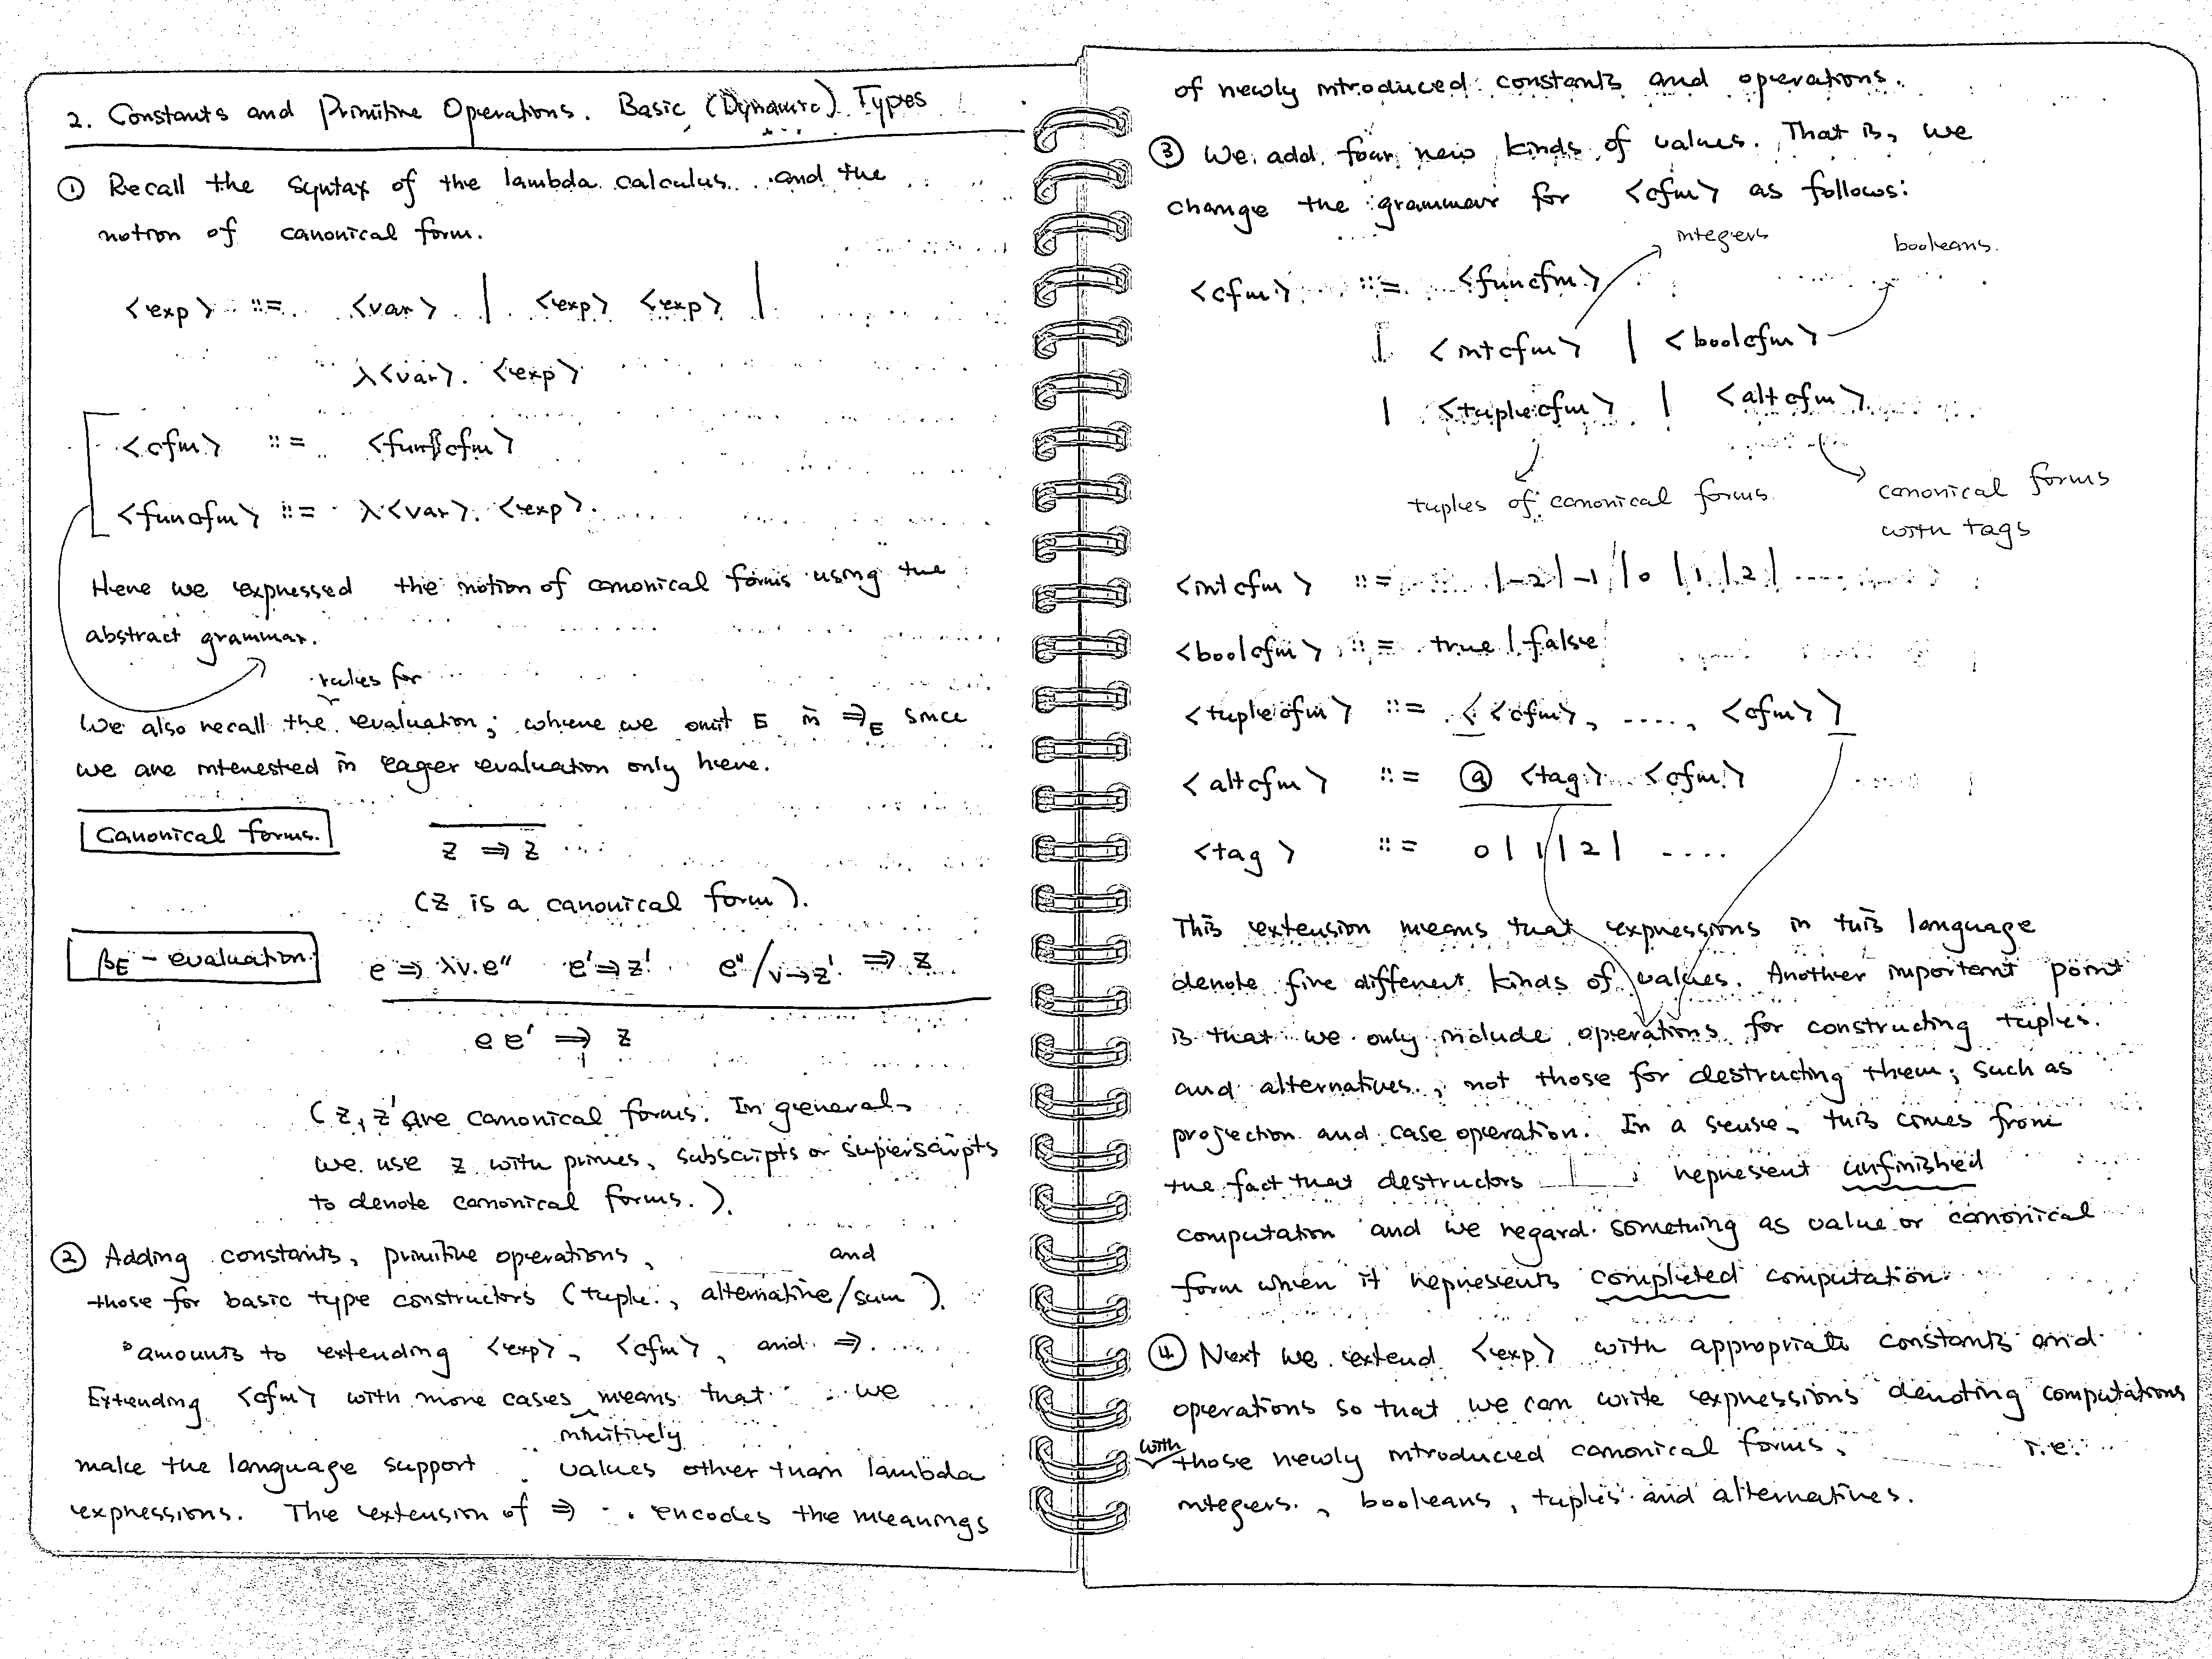 2. Constants and Primitive Operations. Basic (Dynamic) Types
① Recall the syntax of the lambda calculus and the
notion of canonical form.
<exp> ::= <var> | <exp> <exp> |
λ<var>. <exp>
<cfm> ::= <funcfm>
<funcfm> ::= λ<var>. <exp>.
Here we expressed the notion of canonical forms using the
abstract grammar.
rules for
We also recall the evaluation, where we omit E in ⇒E since
we are interested in eager evaluation only here.
Canonical forms.
z ⇒ z
(z is a canonical form).
βE - evaluation
e ⇒ λv.e'' e' ⇒ z' e''/v→z' ⇒ z
e e' ⇒ z
(z, z' are canonical forms. In general,
we use z with primes, subscripts or superscripts
to denote canonical forms.).
② Adding constants, primitive operations, and
those for basic type constructors (tuple, alternative/sum).
amounts to extending <exp>, <cfm>, and ⇒.
Extending <cfm> with more cases means that we
intuitively
make the language support values other than lambda
expressions. The extension of ⇒ encodes the meanings
of newly introduced constants and operations.
③ We add four new kinds of values. That is, we
change the grammar for <cfm> as follows:
integers
booleans.
<cfm> ::= <funcfm>
| <intcfm> | <boolcfm>
| <tuplecfm> | <altcfm>
tuples of canonical forms
canonical forms
with tags
<intcfm> ::= ... |-2|-1|0|1|2| ....
<boolcfm> ::= true | false
<tuplecfm> ::= < <cfm>, ...., <cfm> >
<altcfm> ::= @ <tag> <cfm>
<tag> ::= 0|1|2| ....
This extension means that expressions in this language
denote five different kinds of values. Another important point
is that we only include operations for constructing tuples
and alternatives, not those for destructing them, such as
projection and case operation. In a sense, this comes from
the fact that destructors represent unfinished
computation and we regard something as value or canonical
form when it represents completed computation.
④ Next we extend <exp> with appropriate constants and
operations so that we can write expressions denoting computations
with
those newly introduced canonical forms, i.e.
integers, booleans, tuples and alternatives.